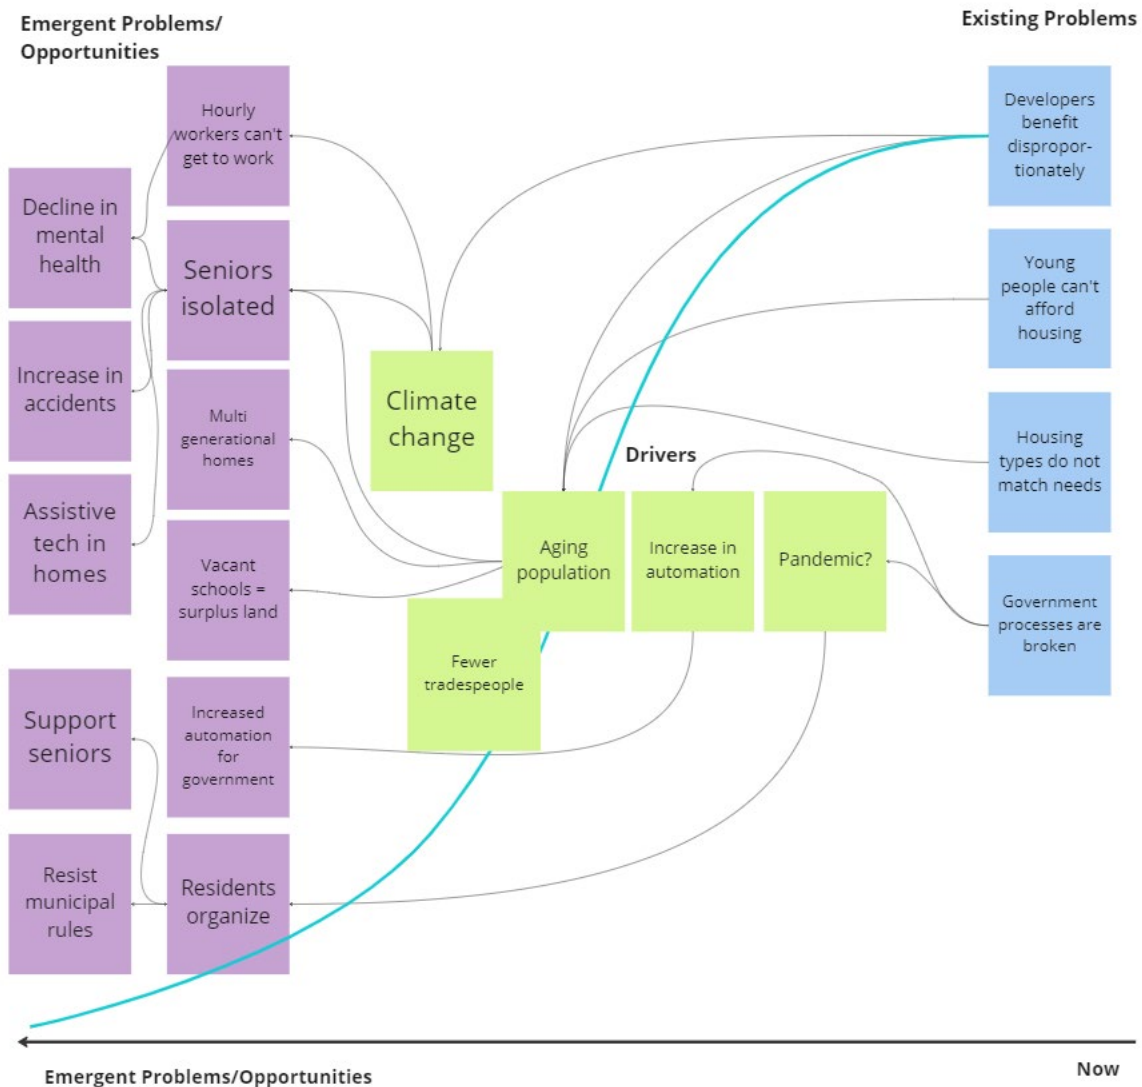 Emergent Problems/
Opportunities
Existing Problems
Hourly
workers can't
get to work
Decline in
mental
health
Seniors
isolated
Increase in
accidents
Multi
generational
homes
Assistive
tech in
homes
Vacant
schools =
surplus land
Support
seniors
Increased
automation
for
government
Resist
municipal
rules
Residents
organize
Climate
change
Drivers
Aging
population
Increase in
automation
Pandemic?
Fewer
tradespeople
Developers
benefit
dispropor-
tionately
Young
people can't
afford
housing
Housing
types do not
match needs
Government
processes are
broken
Emergent Problems/Opportunities
Now